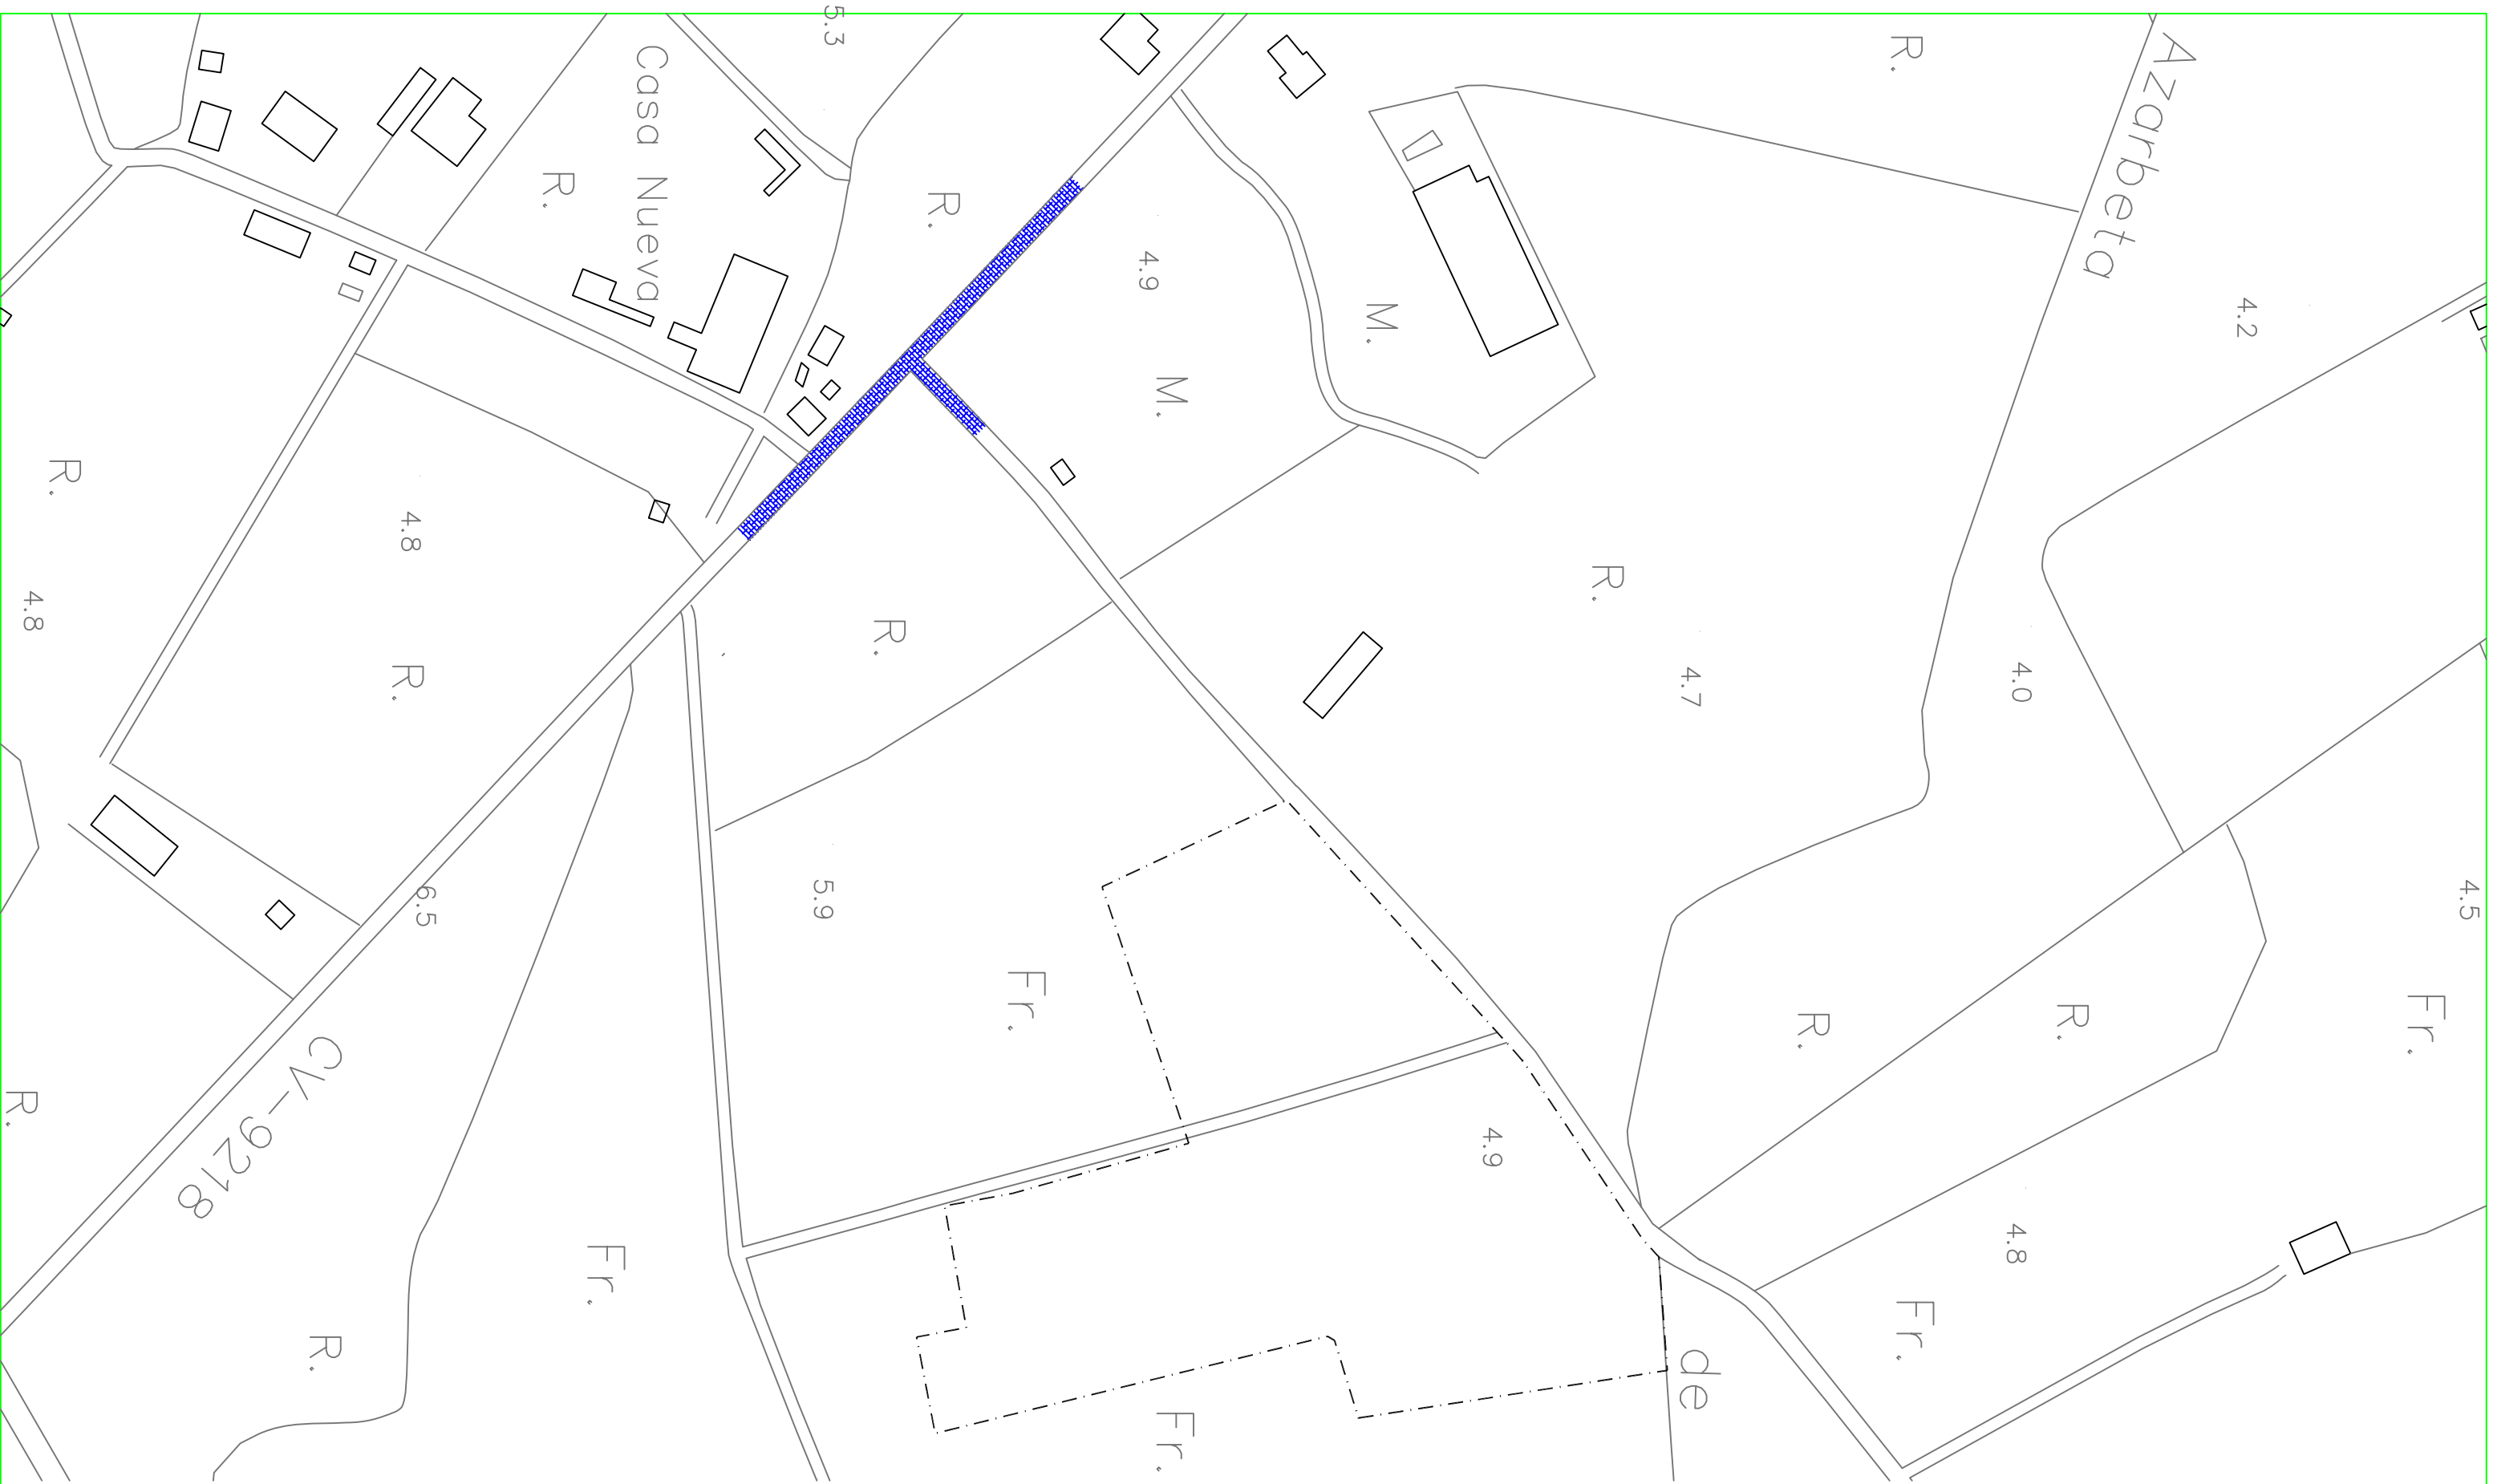 5.3
R.
Azarbeta
Casa Nueva
R.
R.
4.9
M.
4.2
M.
R.
4.8
R.
4.8
R.
R.
4.7
4.0
5.9
6.5
4.5
Fr.
Fr.
R.
R.
CV-9278
R.
4.9
4.8
Fr.
Fr.
R.
de
Fr.